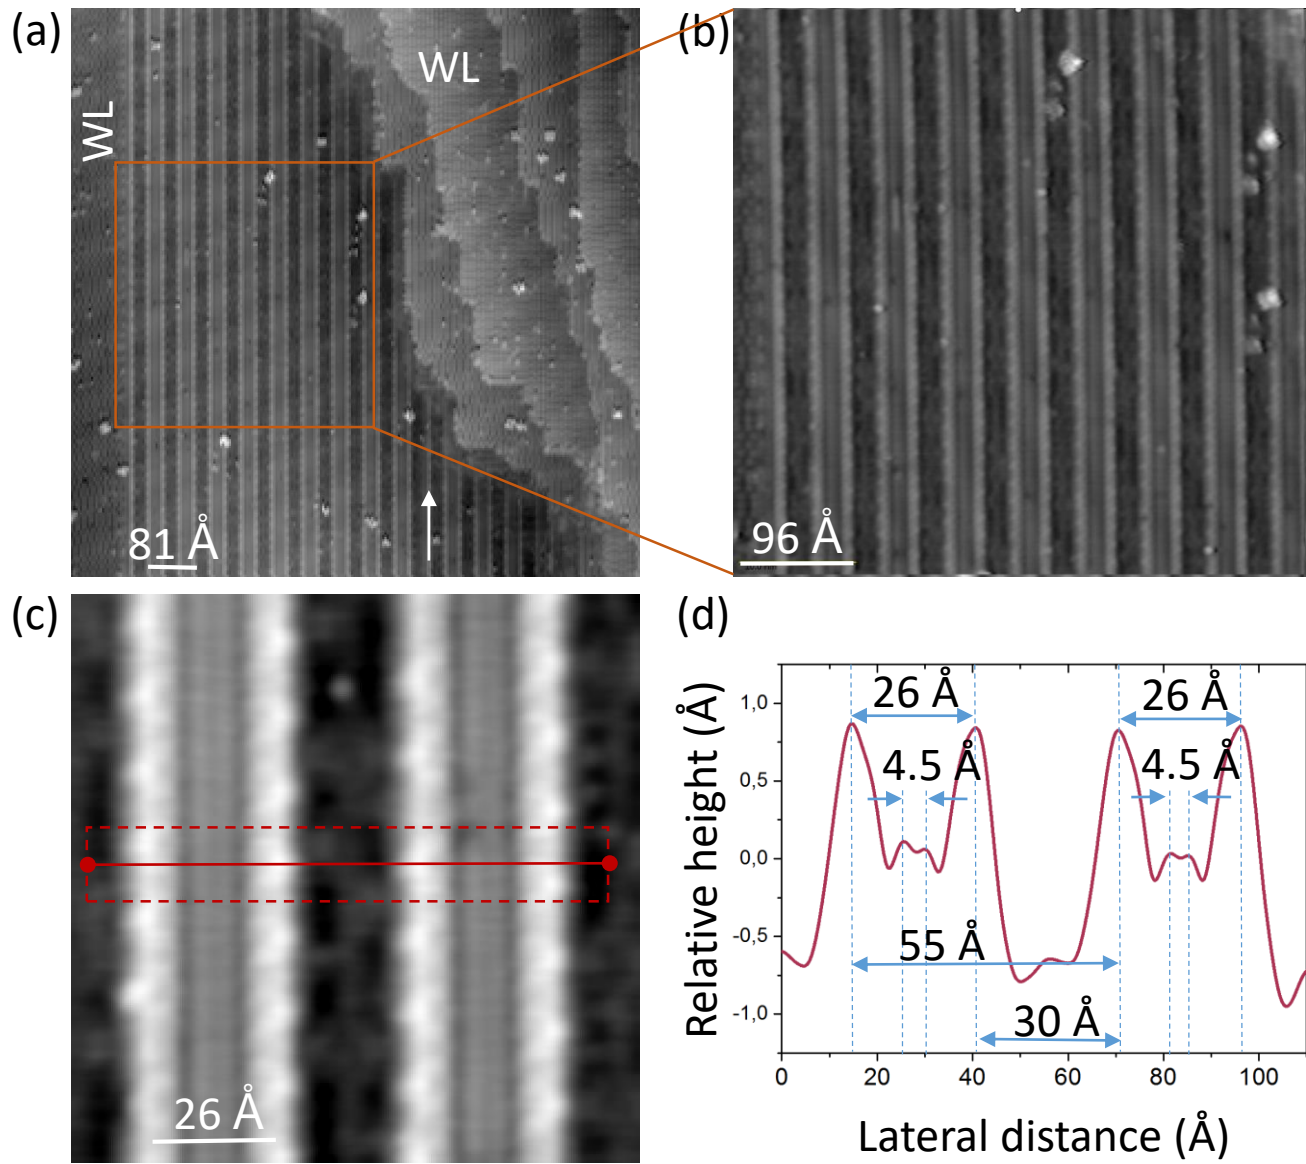 (a)
WL
WL
81 Å
(b)
96 Å
(c)
26 Å
(d)
Relative height (Å)
1,0
0,5
0,0
-0,5
-1,0
26 Å
26 Å
4.5 Å
4.5 Å
55 Å
30 Å
0
20
40
60
80
100
Lateral distance (Å)